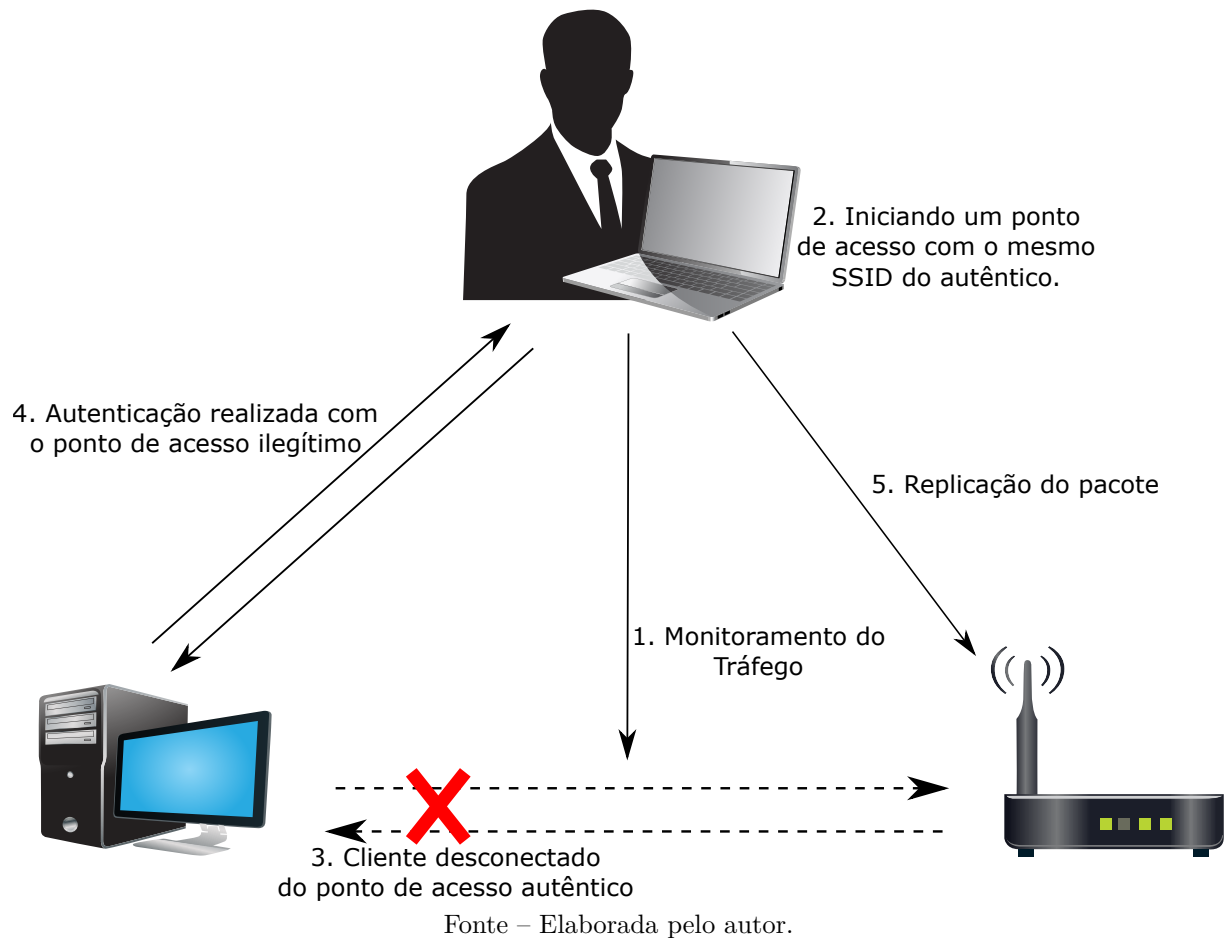 2. Iniciando um ponto
de acesso com o mesmo
SSID do autêntico.
4. Autenticação realizada com
o ponto de acesso ilegítimo
5. Replicação do pacote
1. Monitoramento do
Tráfego
3. Cliente desconectado
do ponto de acesso autêntico
Fonte – Elaborada pelo autor.